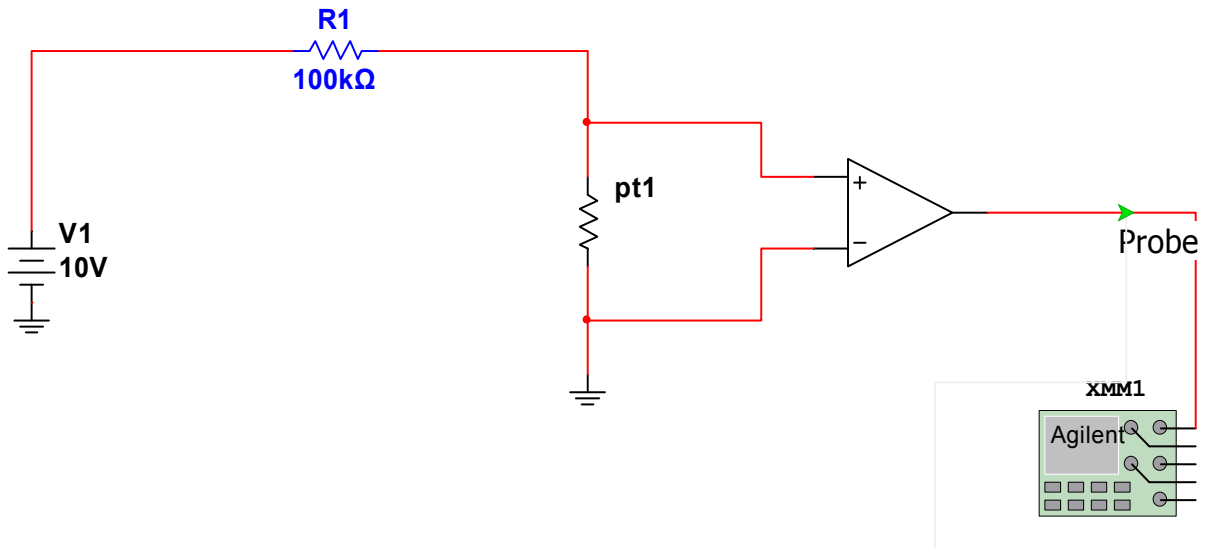 R1
100kΩ
pt1
V1
10V
+
−
Probe
XMM1
Agilent